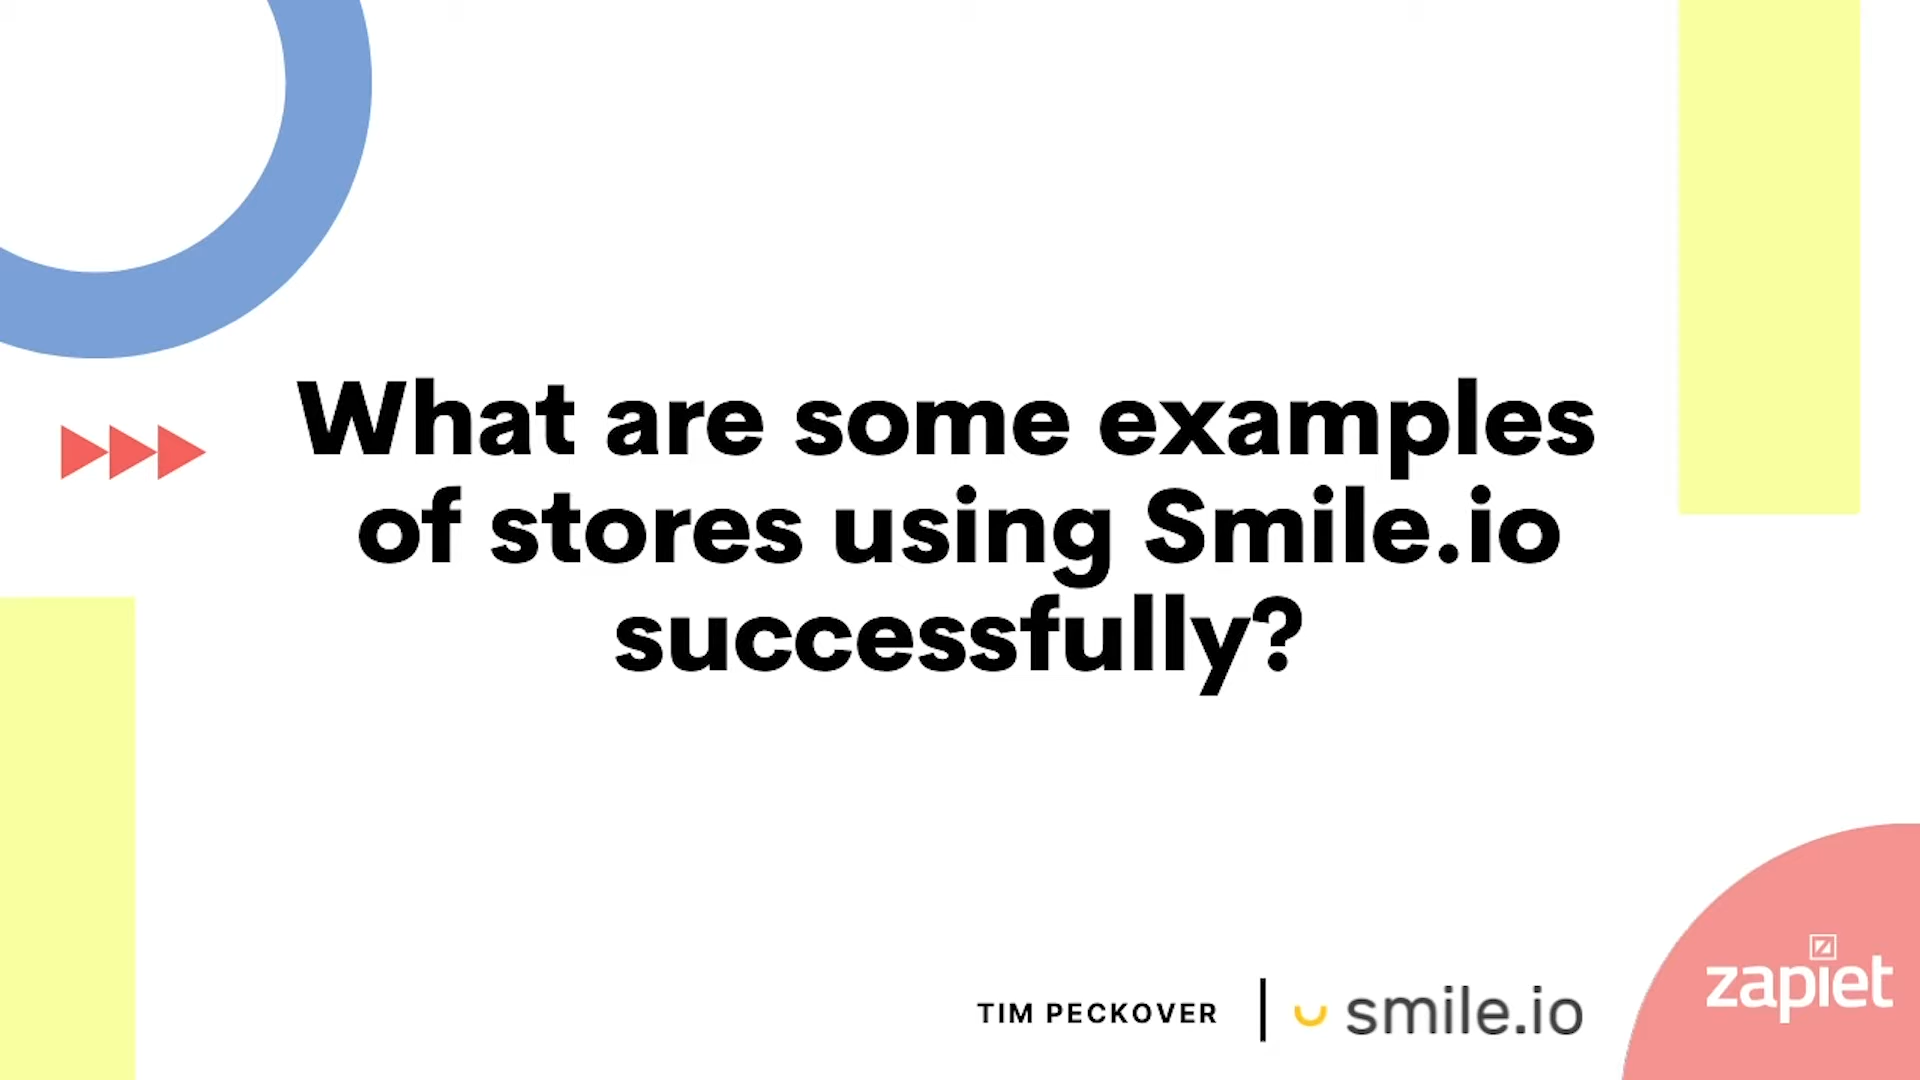 What are some examples
of stores using Smile.io
successfully?
TIM PECKOVER
smile.io
zapiet